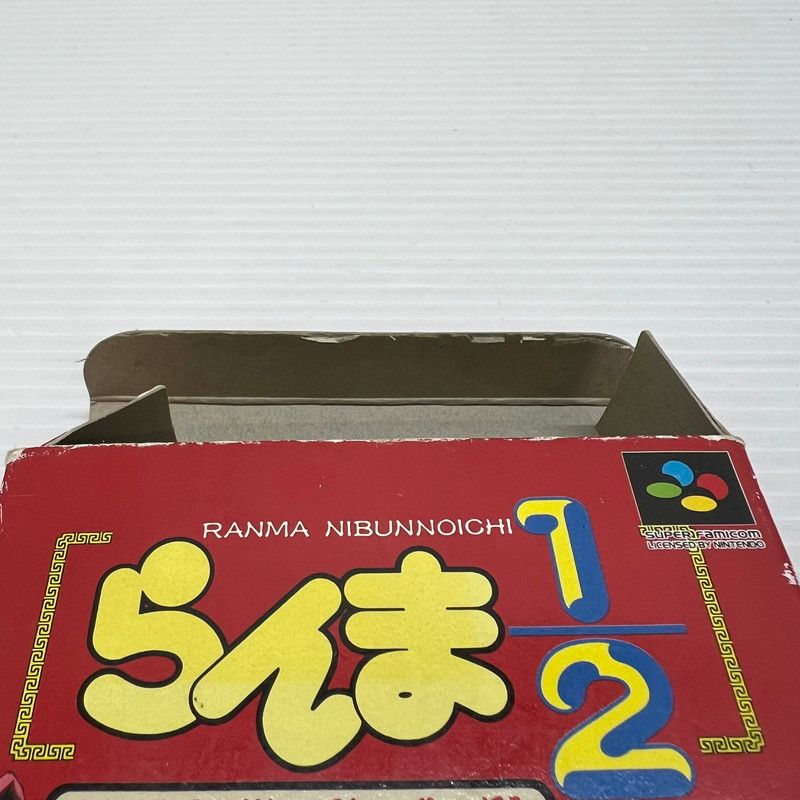 RANMA NIBUNNOICHI
らんま 1/2
SUPER Famicom
LICENSED BY NINTENDO